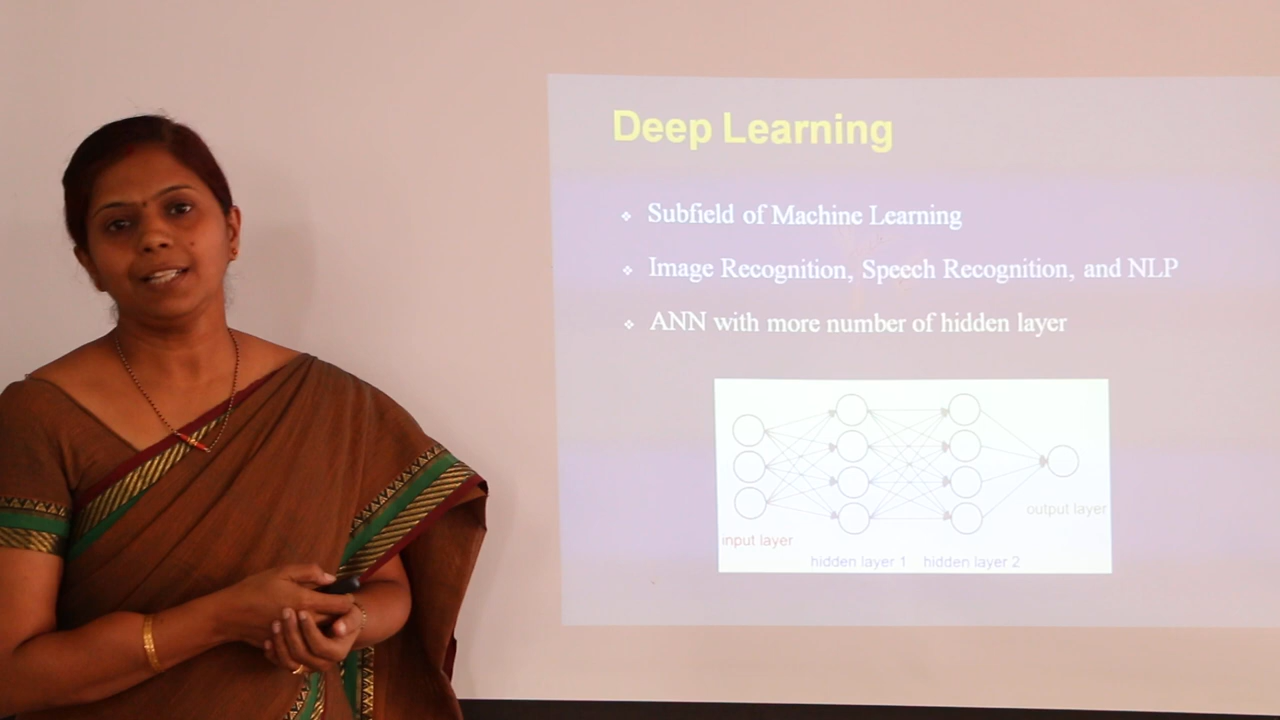 Deep Learning
Subfield of Machine Learning
Image Recognition, Speech Recognition, and NLP
ANN with more number of hidden layer
input layer
hidden layer 1
hidden layer 2
output layer